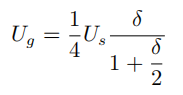 $U_g = \frac{1}{4} U_s \frac{\delta}{1 + \frac{\delta}{2}}$